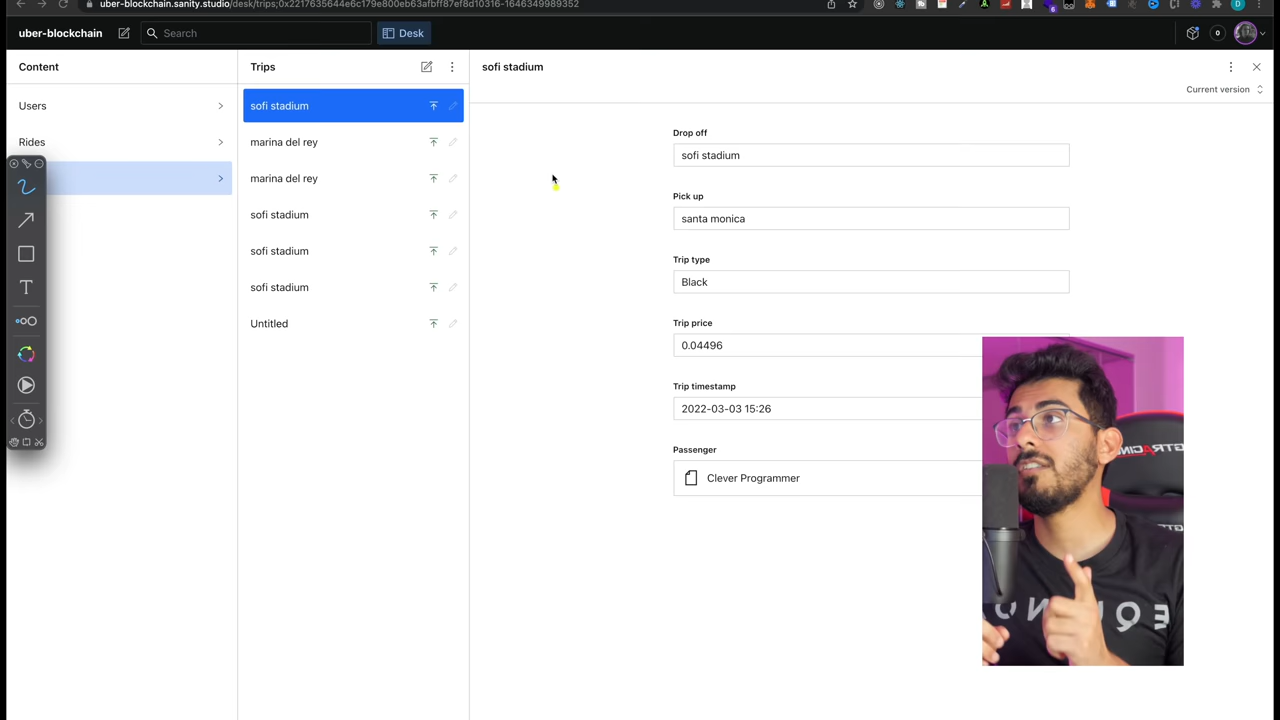 uber-blockchain.sanity.studio/desk/trips;0x2217635644e6c179e800eb63afbff87ef8d10316-1646349989352
uber-blockchain
Search
Desk
0
Content
Users
Rides
Trips
sofi stadium
marina del rey
marina del rey
sofi stadium
sofi stadium
sofi stadium
Untitled
sofi stadium
Current version
Drop off
sofi stadium
Pick up
santa monica
Trip type
Black
Trip price
0.04496
Trip timestamp
2022-03-03 15:26
Passenger
Clever Programmer
T